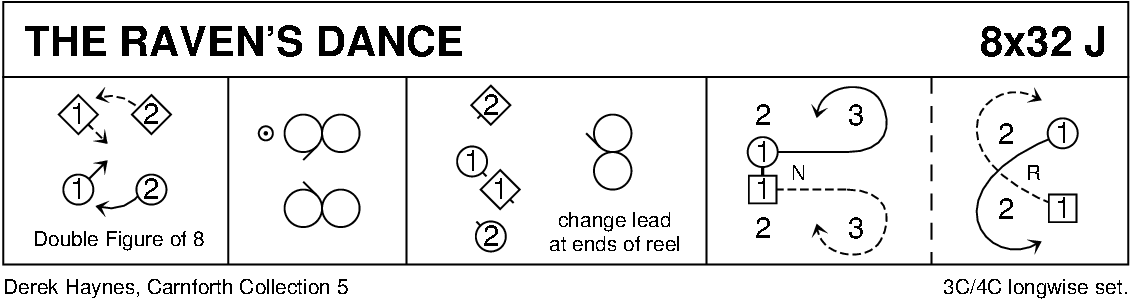 THE RAVEN'S DANCE 8x32 J
1 2
1 2
Double Figure of 8
2
1
1
2
change lead
at ends of reel
2 3
1
N
1
2 3
2 1
R
2 1
Derek Haynes, Carnforth Collection 5 3C/4C longwise set.